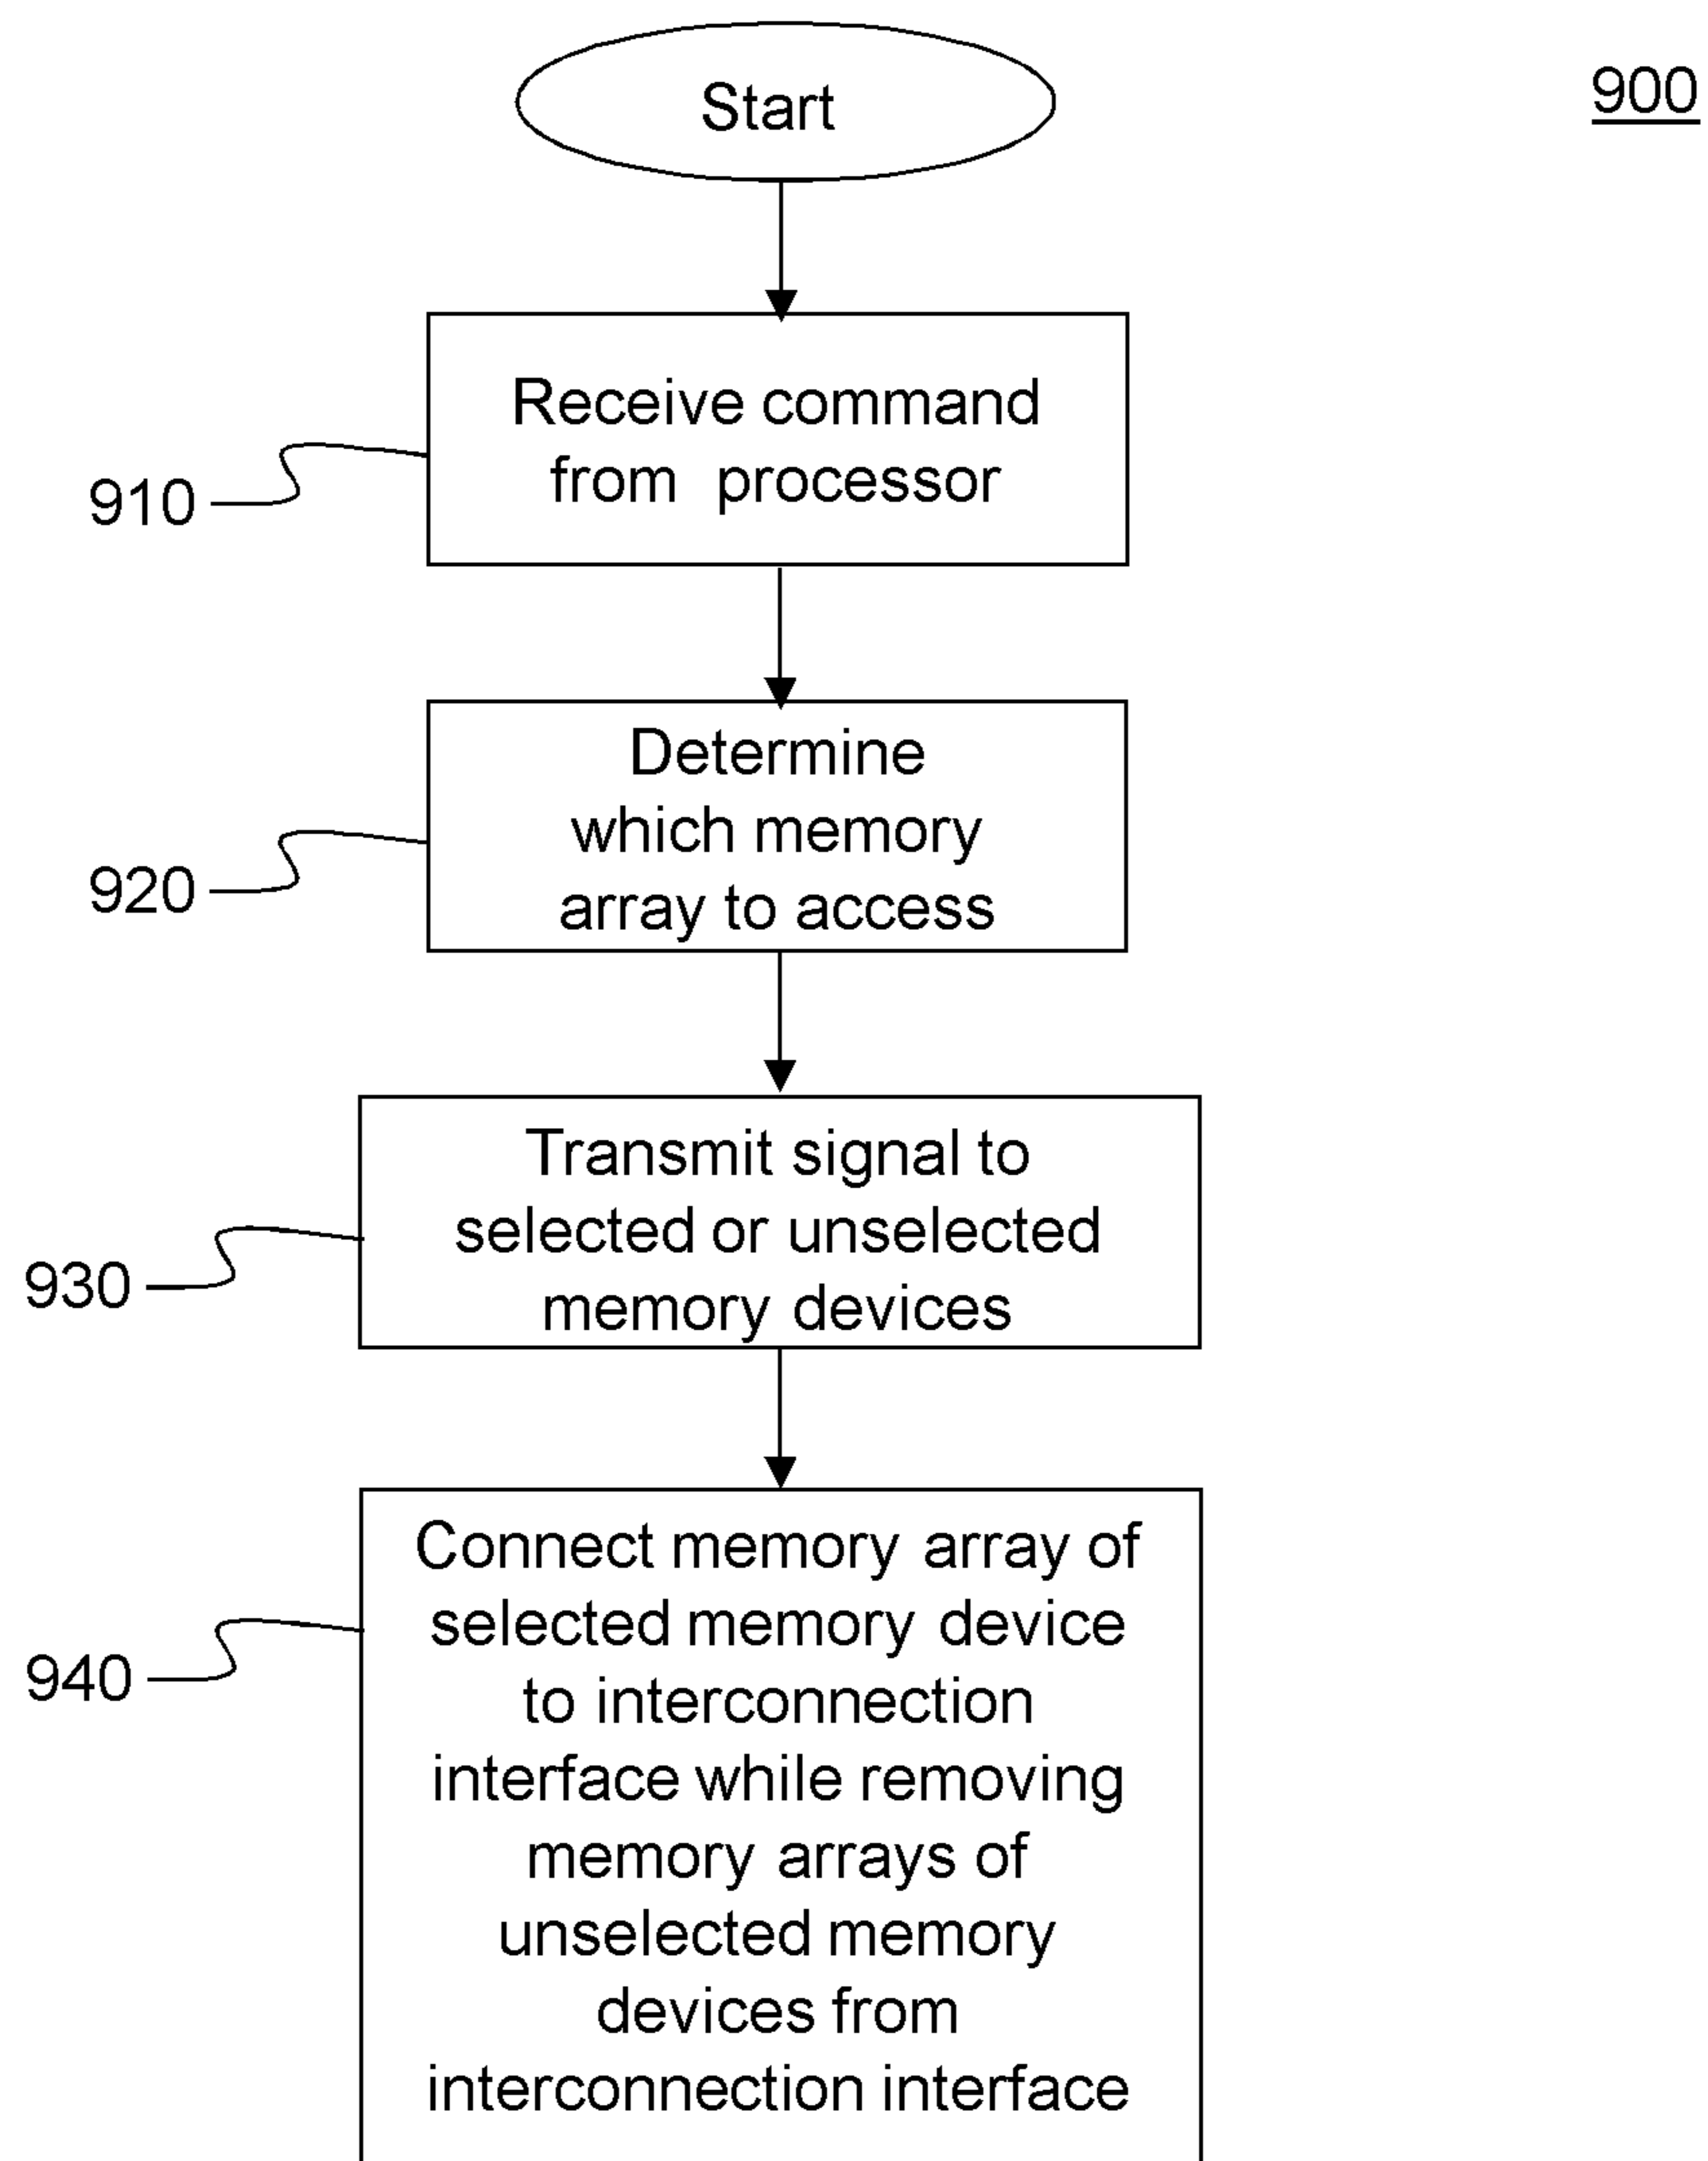 Start
900
Receive command
from processor
910
Determine
which memory
array to access
920
Transmit signal to
selected or unselected
memory devices
930
Connect memory array of
selected memory device
to interconnection
interface while removing
memory arrays of
unselected memory
devices from
interconnection interface
940